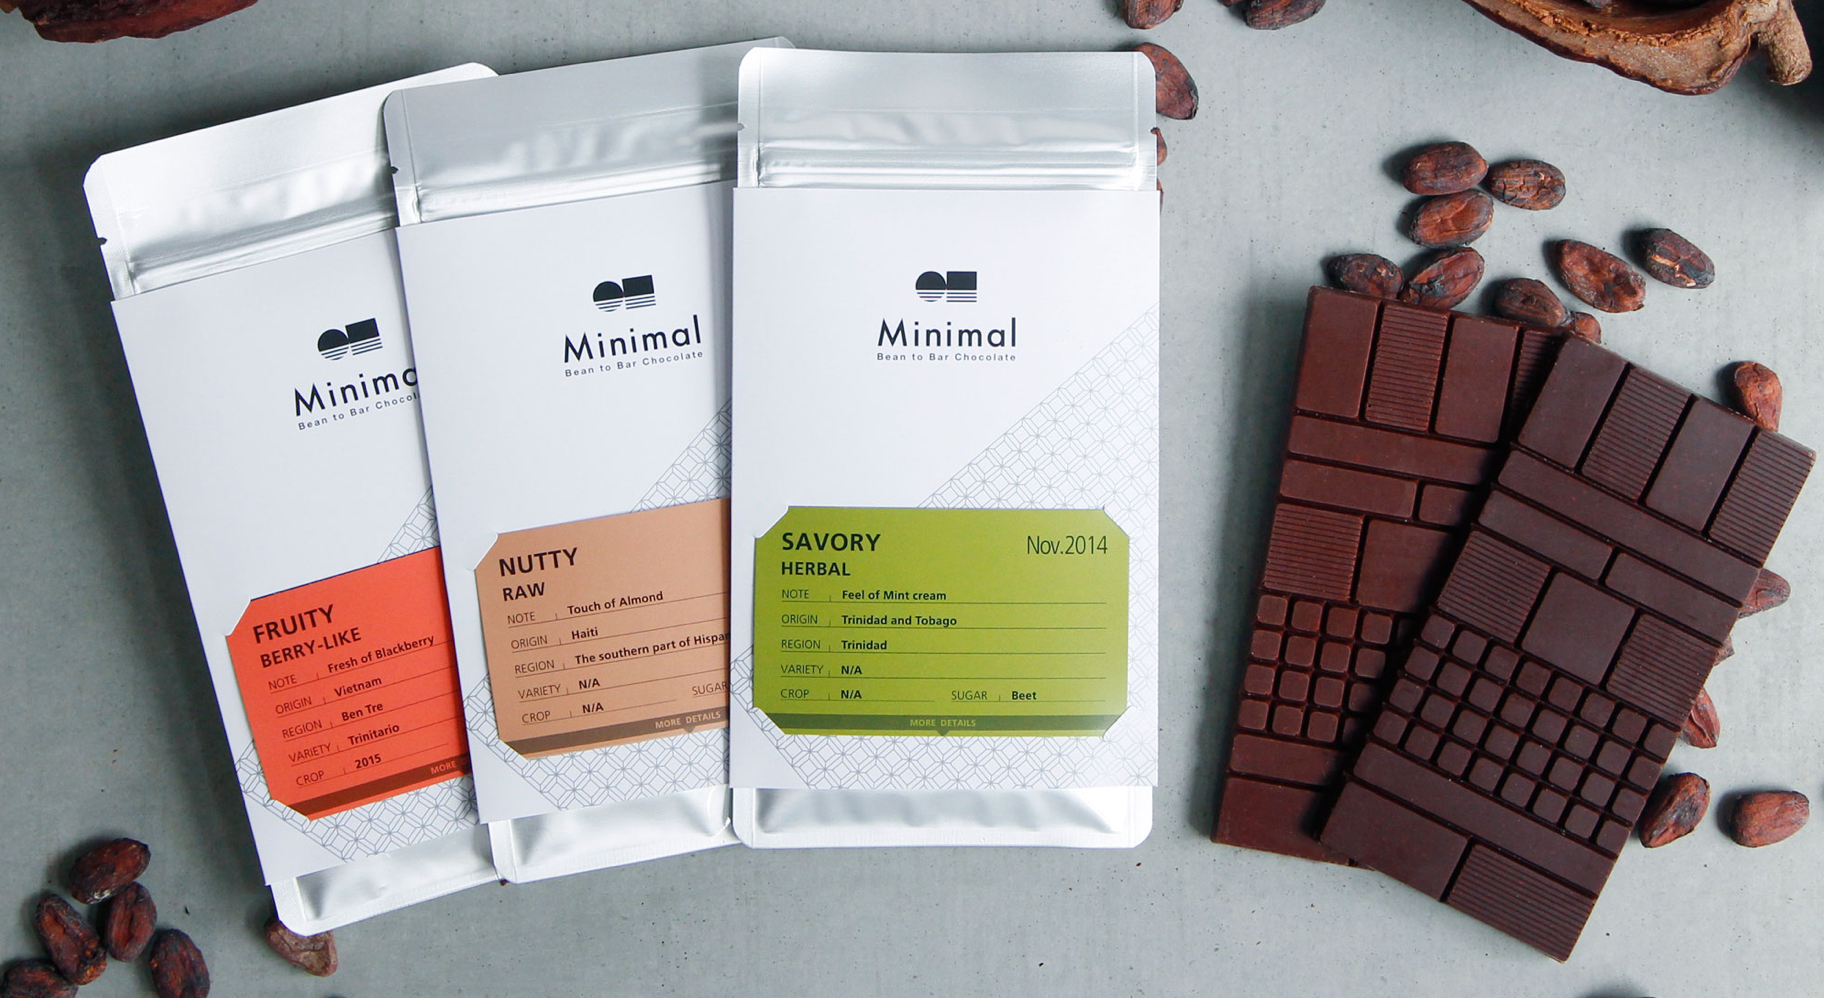 Minima
Bean to Bar
FRUITY
BERRY-LIKE
NOTE Fresh of Blackberry
ORIGIN Vietnam
REGION Ben Tre
VARIETY Trinitario
CROP 2015
MORE
Minimal
Bean to Bar Chocolate
NUTTY
RAW
NOTE Touch of Almond
ORIGIN Haiti
REGION The southern part of
VARIETY N/A
CROP N/A SUGAR
MORE DETAILS
Minimal
Bean to Bar Chocolate
SAVORY Nov.2014
HERBAL
NOTE Feel of Mint cream
ORIGIN Trinidad and Tobago
REGION Trinidad
VARIETY N/A
CROP N/A SUGAR Beet
MORE DETAILS